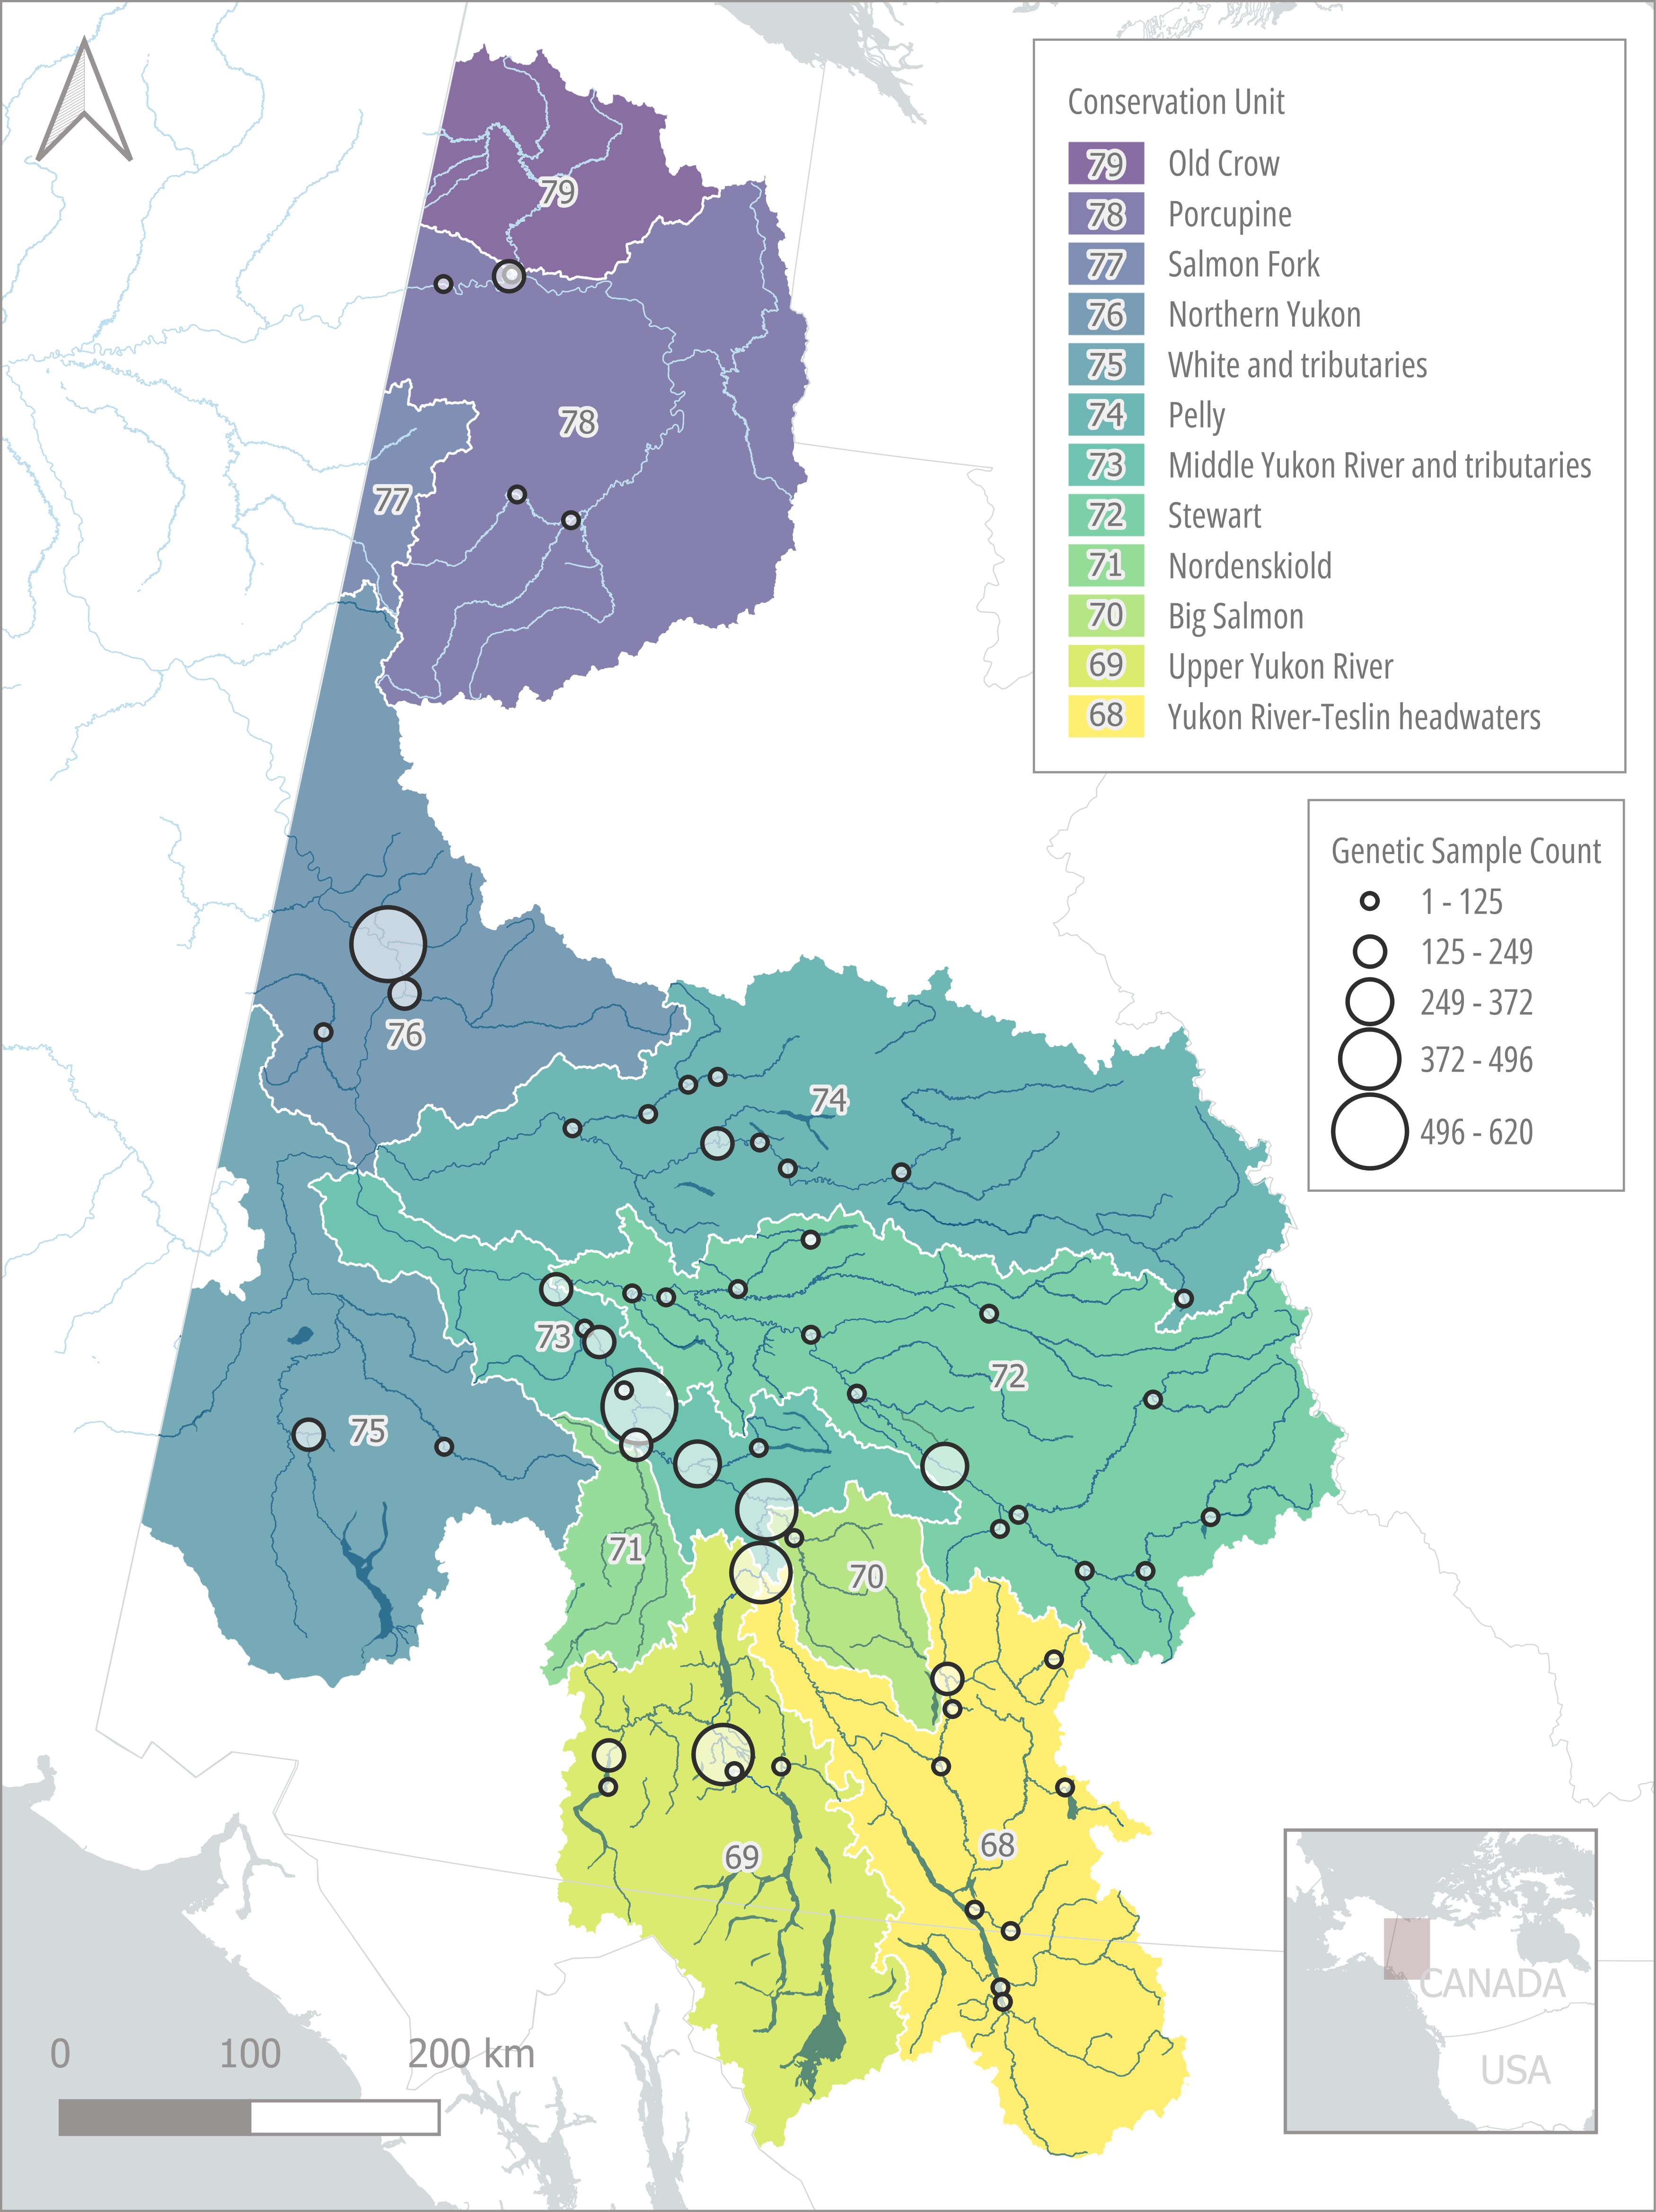 Conservation Unit
79 Old Crow
78 Porcupine
77 Salmon Fork
76 Northern Yukon
75 White and tributaries
74 Pelly
73 Middle Yukon River and tributaries
72 Stewart
71 Nordenskiold
70 Big Salmon
69 Upper Yukon River
68 Yukon River-Teslin headwaters
Genetic Sample Count
1 - 125
125 - 249
249 - 372
372 - 496
496 - 620
79
78
77
76
74
73
72
75
71
70
69
68
CANADA
USA
0 100 200 km